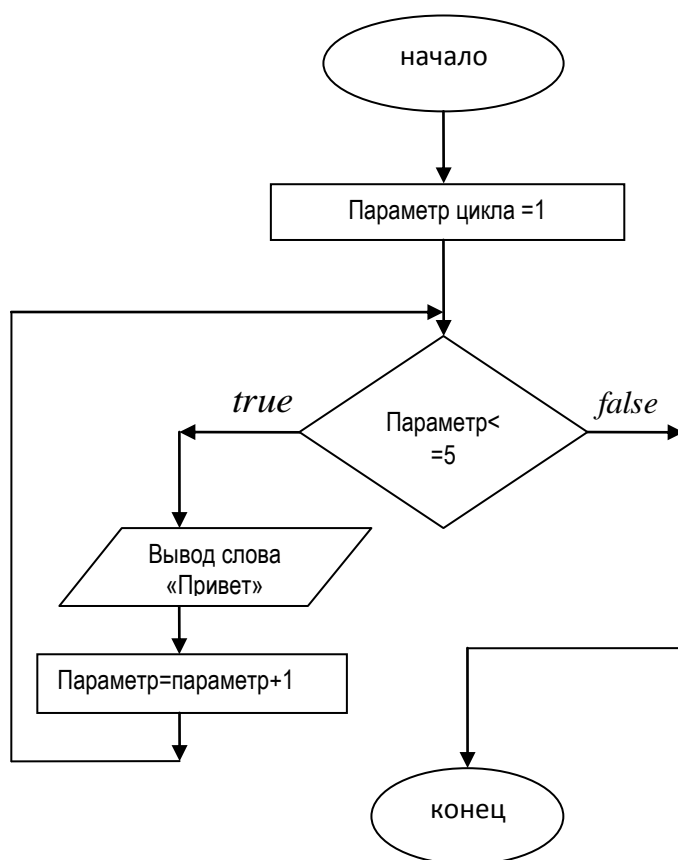 начало
Параметр цикла =1
true
false
Параметр<
=5
Вывод слова
«Привет»
Параметр=параметр+1
конец